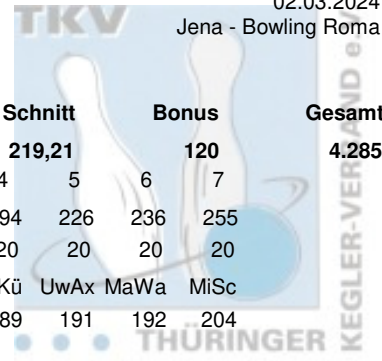 02.03.2024
TKV
Jena - Bowling Roma
Schnitt Bonus Gesamt
219,21 120 4.285
4 5 6 7
94 226 236 255
20 20 20 20
Kü UwAx MaWa MiSc
89 191 192 204
THÜRINGER
KEGLER-VERBAND e.V.